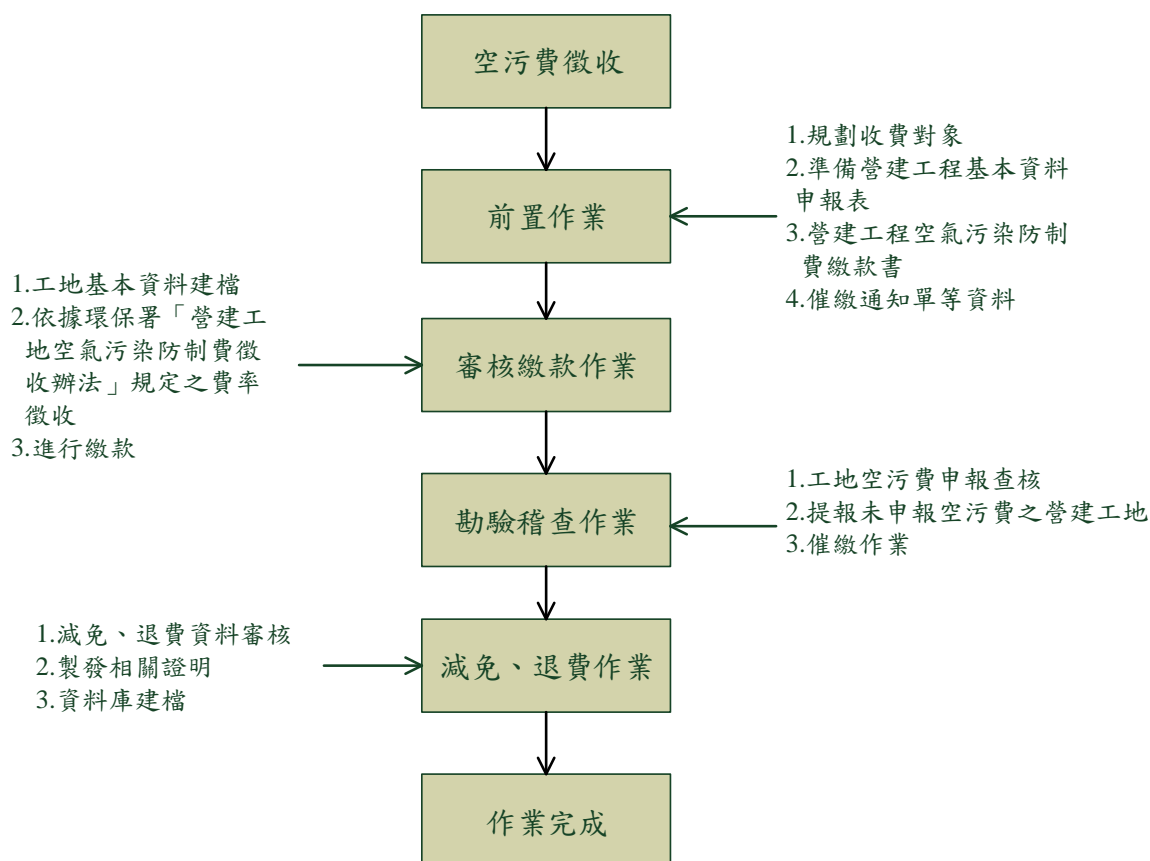 空污費徵收
1.規劃收費對象
2.準備營建工程基本資料
申報表
3.營建工程空氣污染防制
費繳款書
4.催繳通知單等資料
前置作業
1.工地基本資料建檔
2.依據環保署「營建工
地空氣污染防制費徵
收辦法」規定之費率
徵收
3.進行繳款
審核繳款作業
1.工地空污費申報查核
2.提報未申報空污費之營建工地
3.催繳作業
勘驗稽查作業
1.減免、退費資料審核
2.製發相關證明
3.資料庫建檔
減免、退費作業
作業完成